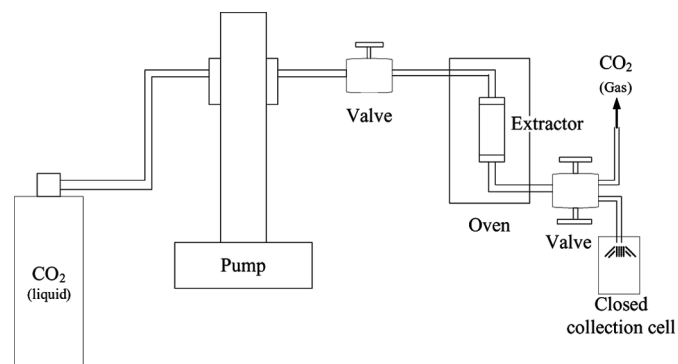 CO₂
(Gas)
Valve
Extractor
Oven
Valve
Pump
CO₂
(liquid)
Closed
collection cell